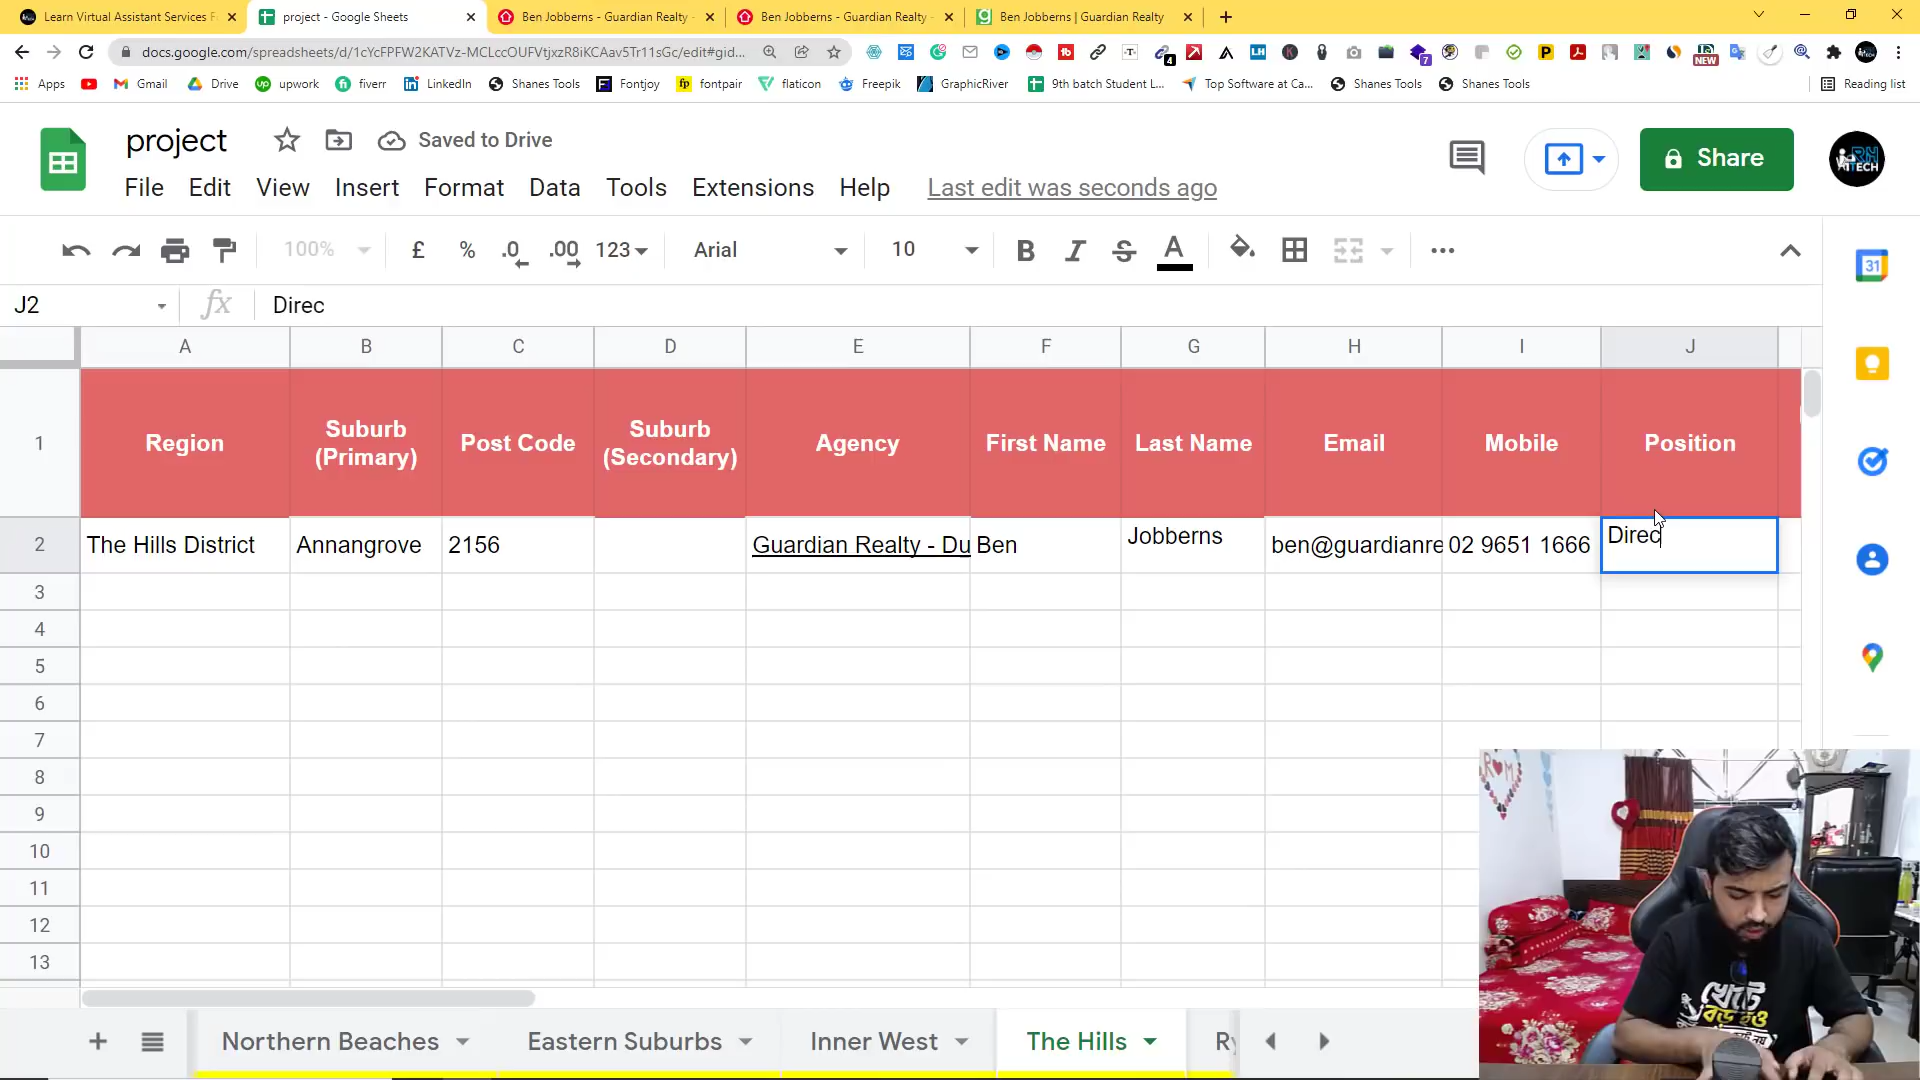 Learn Virtual Assistant Services F
project - Google Sheets
Ben Jobberns - Guardian Realty -
Ben Jobberns - Guardian Realty -
Ben Jobberns | Guardian Realty
docs.google.com/spreadsheets/d/1cYcFPFW2KATVz-MCLccOUFVtjxzR8iKCAav5Tr11sGc/edit#gid...
Apps
Gmail
Drive
upwork
fiverr
LinkedIn
Shanes Tools
Fontjoy
fontpair
flaticon
Freepik
GraphicRiver
9th batch Student L...
Top Software at Ca...
Shanes Tools
Shanes Tools
Reading list
project
Saved to Drive
Share
File Edit View Insert Format Data Tools Extensions Help Last edit was seconds ago
100% £ % .0 .00 123 Arial 10 B I S A
J2 fx Direc
A B C D E F G H I J
1 Region Suburb (Primary) Post Code Suburb (Secondary) Agency First Name Last Name Email Mobile Position
2 The Hills District Annangrove 2156 Guardian Realty - Du Ben Jobberns ben@guardianre 02 9651 1666 Direc
3
4
5
6
7
8
9
10
11
12
13
Northern Beaches Eastern Suburbs Inner West The Hills Ry